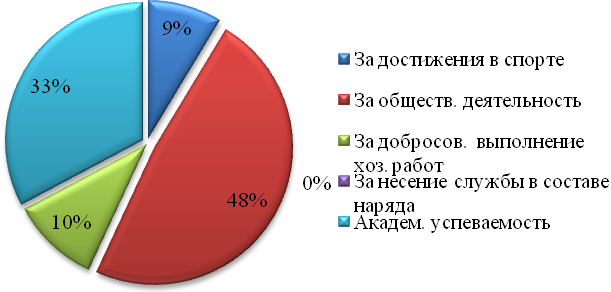 9%
33%
48%
10%
0%
За достижения в спорте
За обществ. деятельность
За добросов. выполнение
хоз. работ
За несение службы в составе
наряда
Академ. успеваемость